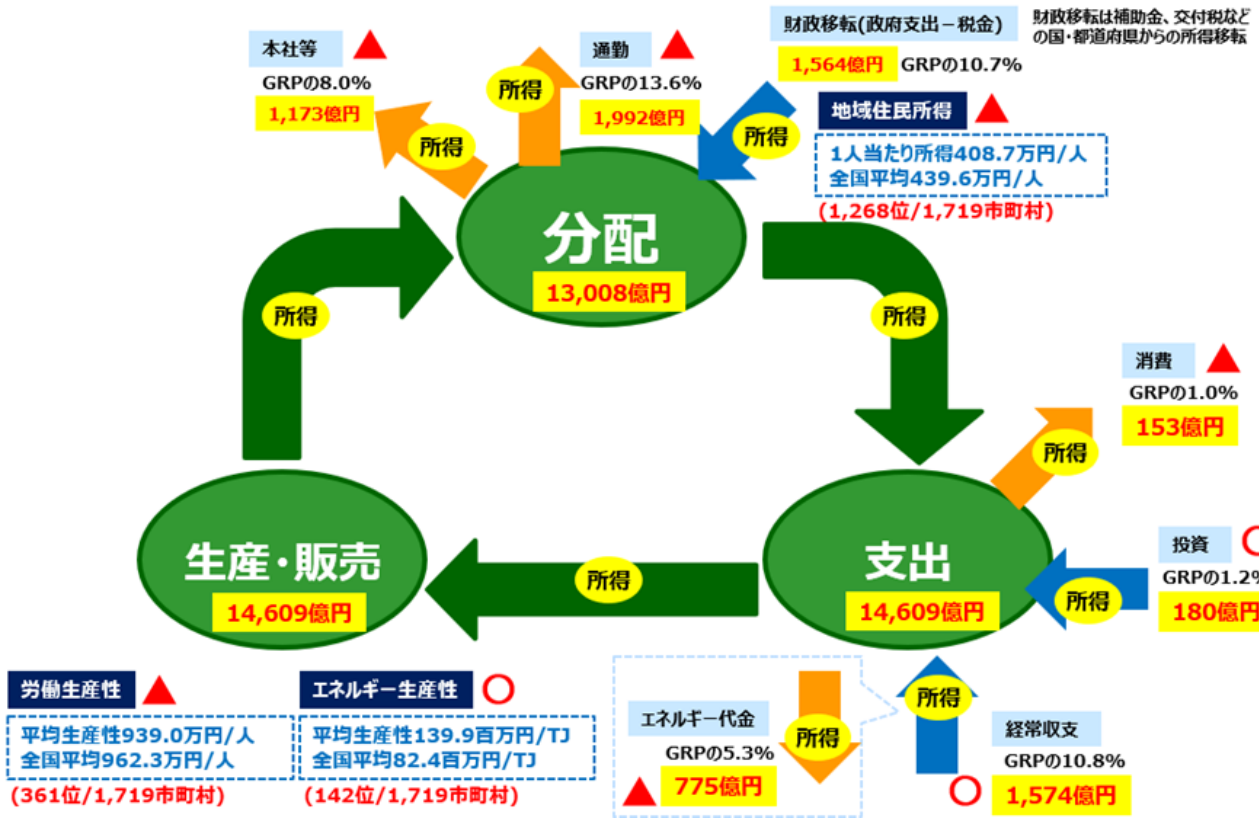 財政移転(政府支出－税金)
財政移転は補助金、交付税など
の国・都道府県からの所得移転
本社等
GRPの8.0%
1,173億円
通勤
GRPの13.6%
1,992億円
1,564億円 GRPの10.7%
所得
所得
所得
地域住民所得
1人当たり所得408.7万円/人
全国平均439.6万円/人
(1,268位/1,719市町村)
分配
13,008億円
所得
所得
消費
GRPの1.0%
153億円
所得
生産・販売
14,609億円
所得
支出
14,609億円
投資
GRPの1.2%
180億円
所得
労働生産性
平均生産性939.0万円/人
全国平均962.3万円/人
(361位/1,719市町村)
エネルギー生産性
平均生産性139.9百万円/TJ
全国平均82.4百万円/TJ
(142位/1,719市町村)
エネルギー代金
GRPの5.3%
775億円
所得
所得
経常収支
GRPの10.8%
1,574億円